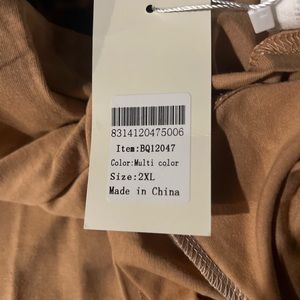 8314120475006
Item:BQ12047
Color:Multi color
Size:2XL
Made in China